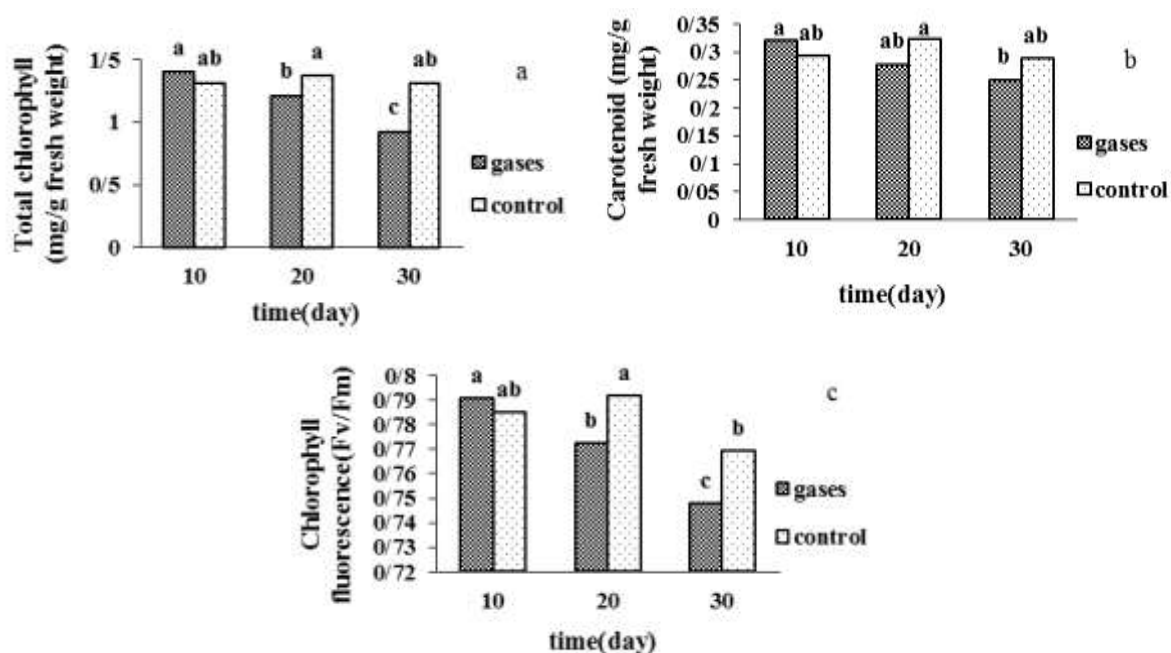 Total chlorophyll
(mg/g fresh weight)
1/5
1
0/5
0
a
ab
b
a
c
ab
10
20
30
time(day)
gases
control
a
Carotenoid (mg/g
fresh weight)
0/35
0/3
0/25
0/2
0/15
0/1
0/05
0
a
ab
ab
a
b
ab
10
20
30
time(day)
gases
control
b
Chlorophyll
fluorescence(Fv/Fm)
0/8
0/79
0/78
0/77
0/76
0/75
0/74
0/73
0/72
a
ab
b
a
c
b
10
20
30
time(day)
gases
control
c